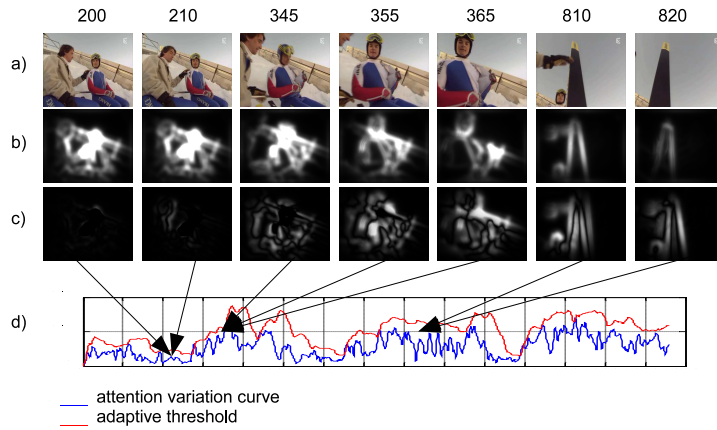 200 210 345 355 365 810 820
a)
b)
c)
d)
attention variation curve
adaptive threshold